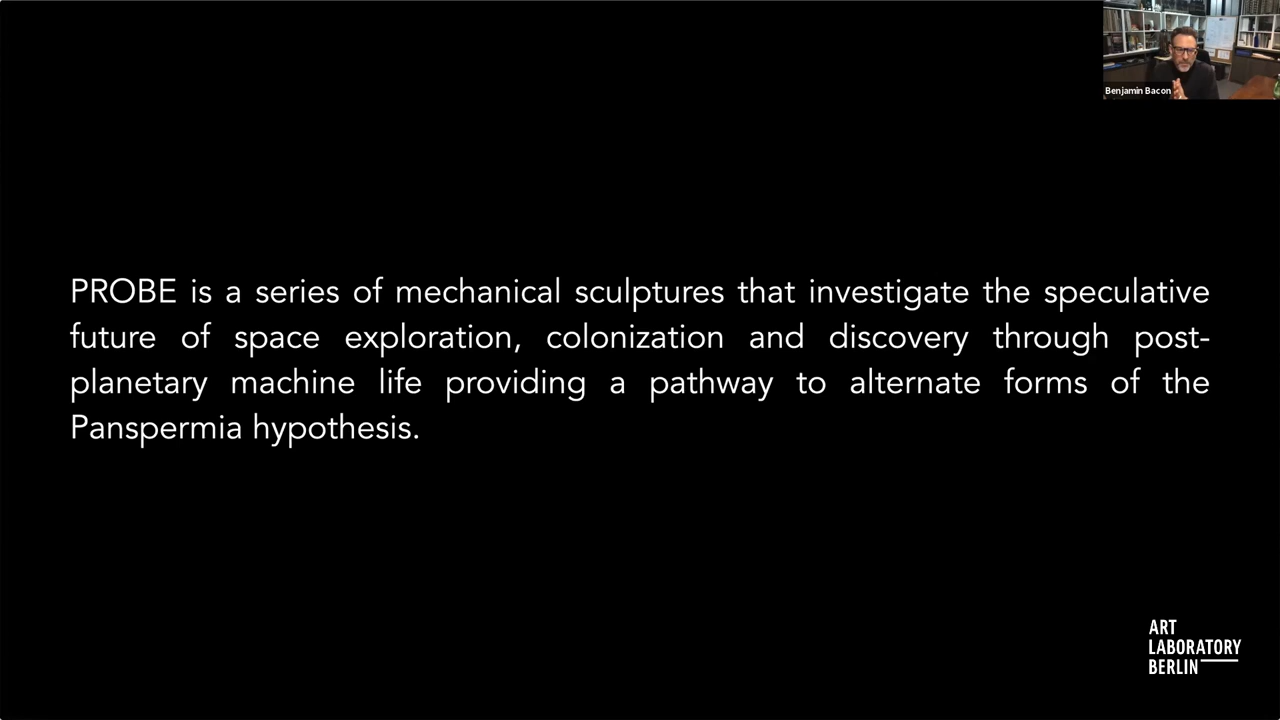 Benjamin Bacon
PROBE is a series of mechanical sculptures that investigate the speculative
future of space exploration, colonization and discovery through post-
planetary machine life providing a pathway to alternate forms of the
Panspermia hypothesis.
ART
LABORATORY
BERLIN